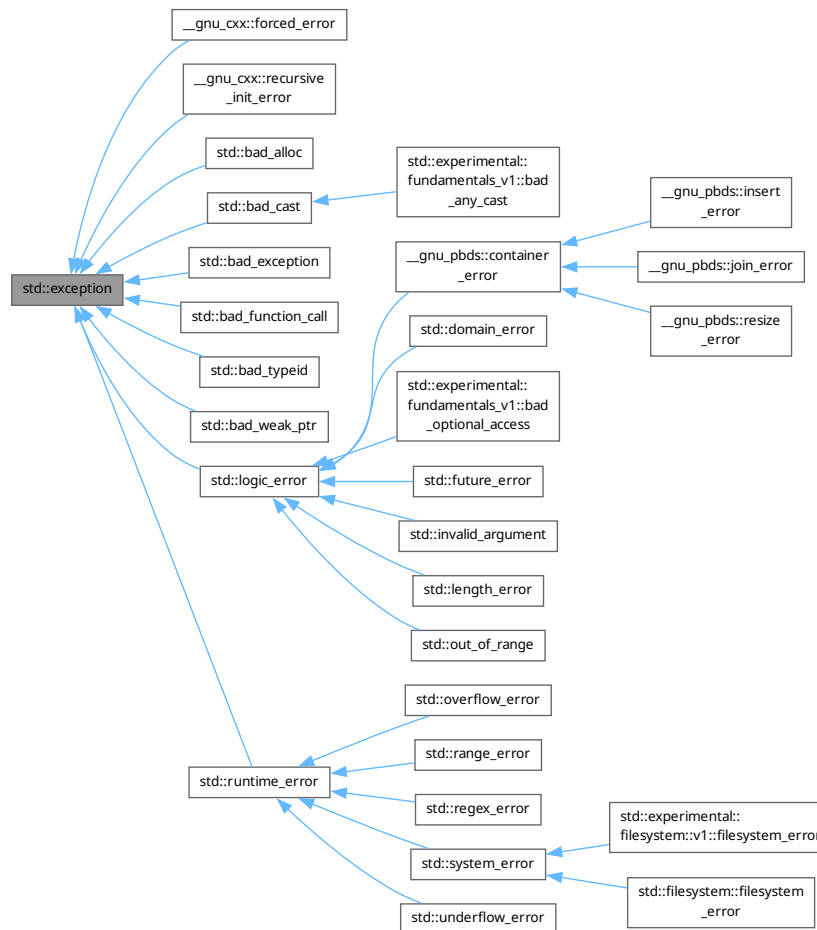 __gnu_cxx::forced_error
__gnu_cxx::recursive
_init_error
std::bad_alloc
std::bad_cast
std::experimental::
fundamentals_v1::bad
_any_cast
std::bad_exception
std::exception
std::bad_function_call
std::bad_typeid
std::bad_weak_ptr
std::logic_error
__gnu_pbds::container
_error
__gnu_pbds::insert
_error
__gnu_pbds::join_error
__gnu_pbds::resize
_error
std::domain_error
std::experimental::
fundamentals_v1::bad
_optional_access
std::future_error
std::invalid_argument
std::length_error
std::out_of_range
std::runtime_error
std::overflow_error
std::range_error
std::regex_error
std::system_error
std::experimental::
filesystem::v1::filesystem_error
std::filesystem::filesystem
_error
std::underflow_error